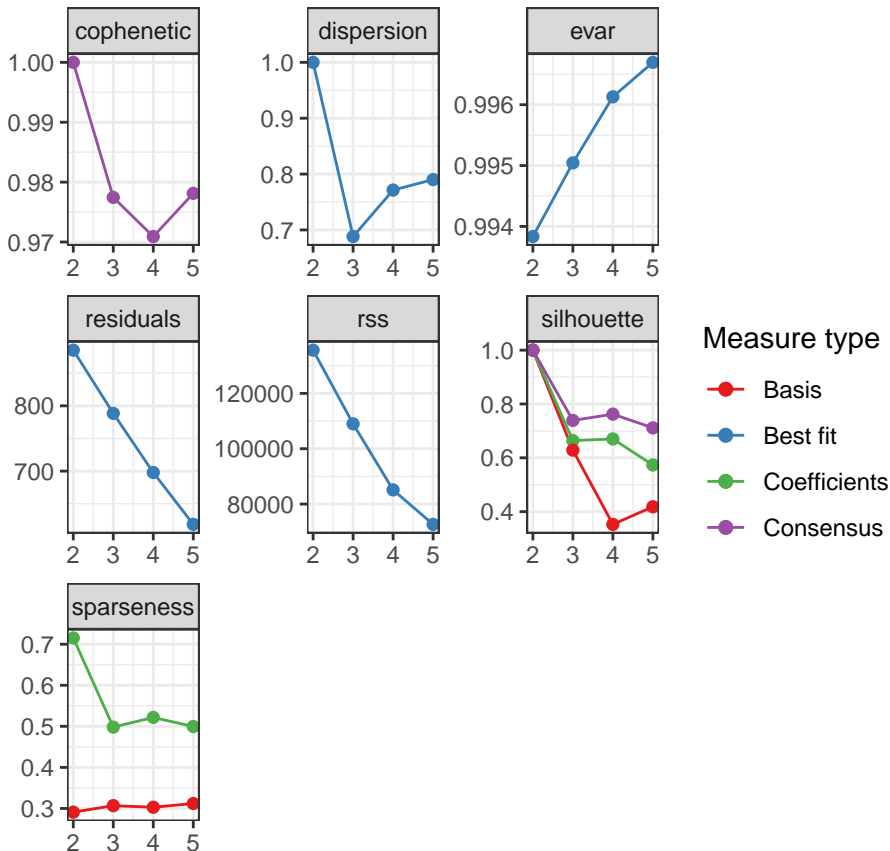 cophenetic
1.00
0.99
0.98
0.97
2 3 4 5
dispersion
1.0
0.9
0.8
0.7
2 3 4 5
evar
0.996
0.995
0.994
2 3 4 5
residuals
800
700
2 3 4 5
rss
120000
100000
80000
2 3 4 5
silhouette
1.0
0.8
0.6
0.4
2 3 4 5
Measure type
Basis
Best fit
Coefficients
Consensus
sparseness
0.7
0.6
0.5
0.4
0.3
2 3 4 5